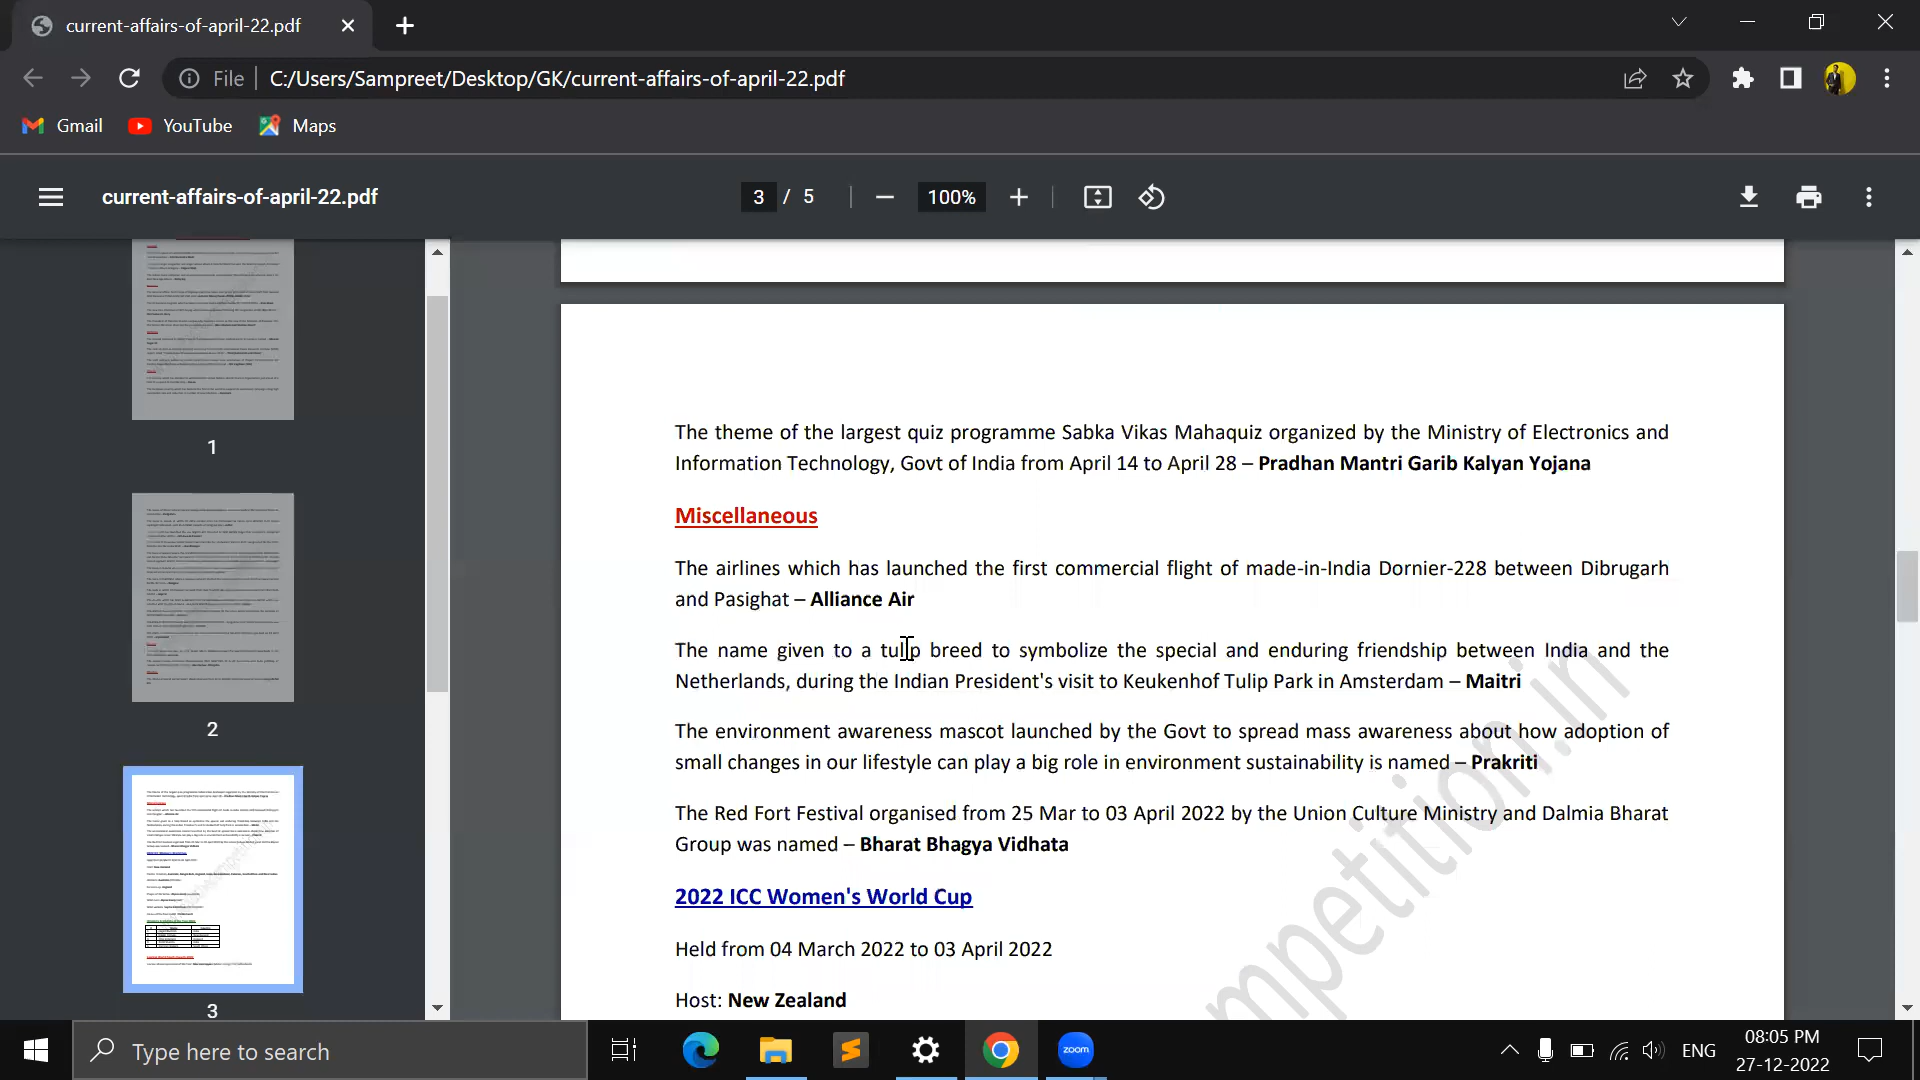 current-affairs-of-april-22.pdf
File
C:/Users/Sampreet/Desktop/GK/current-affairs-of-april-22.pdf
Gmail
YouTube
Maps
current-affairs-of-april-22.pdf
3 / 5
100%
1
2
3
The theme of the largest quiz programme Sabka Vikas Mahaquiz organized by the Ministry of Electronics and
Information Technology, Govt of India from April 14 to April 28 – Pradhan Mantri Garib Kalyan Yojana
Miscellaneous
The airlines which has launched the first commercial flight of made-in-India Dornier-228 between Dibrugarh
and Pasighat – Alliance Air
The name given to a tulip breed to symbolize the special and enduring friendship between India and the
Netherlands, during the Indian President's visit to Keukenhof Tulip Park in Amsterdam – Maitri
The environment awareness mascot launched by the Govt to spread mass awareness about how adoption of
small changes in our lifestyle can play a big role in environment sustainability is named – Prakriti
The Red Fort Festival organised from 25 Mar to 03 April 2022 by the Union Culture Ministry and Dalmia Bharat
Group was named – Bharat Bhagya Vidhata
2022 ICC Women's World Cup
Held from 04 March 2022 to 03 April 2022
Host: New Zealand
mpetition.in
Type here to search
zoom
ENG
08:05 PM
27-12-2022